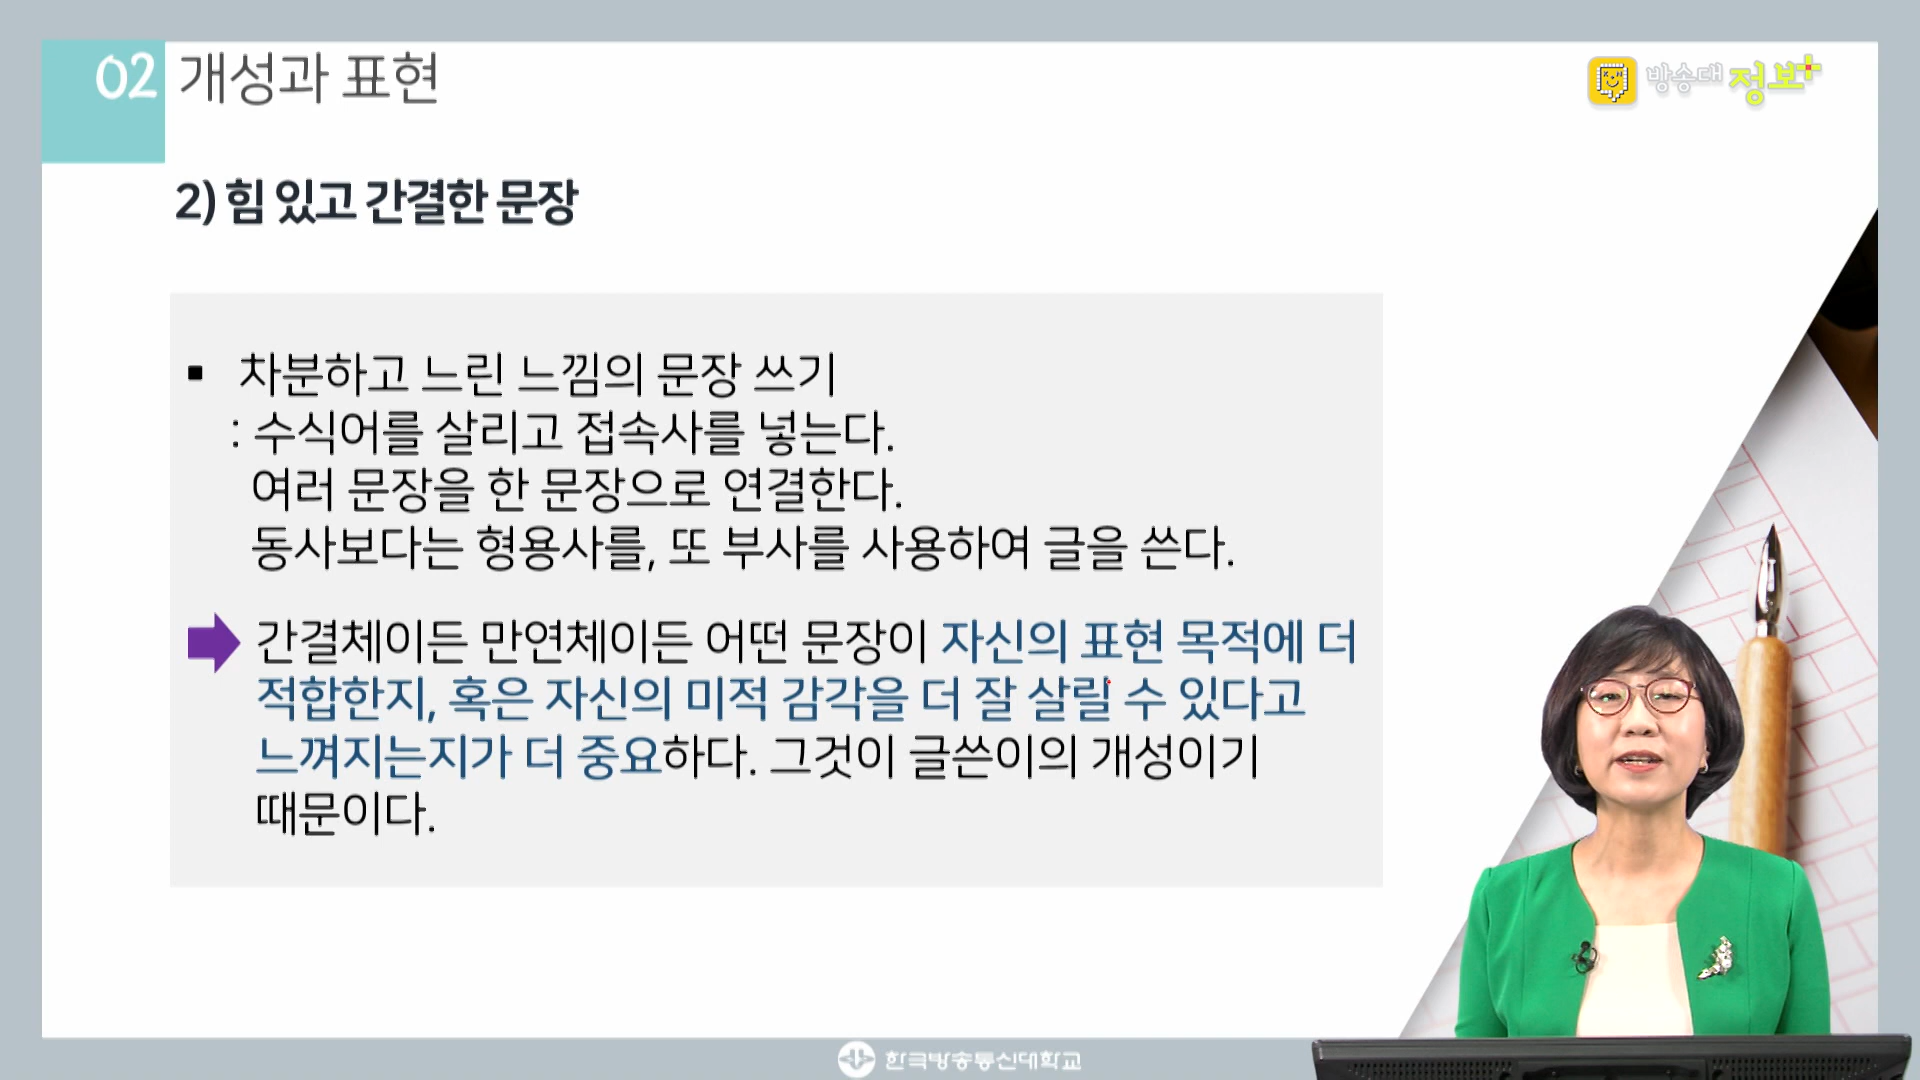 02 개성과 표현
방송대 정보+
2) 힘 있고 간결한 문장
▪ 차분하고 느린 느낌의 문장 쓰기
: 수식어를 살리고 접속사를 넣는다.
여러 문장을 한 문장으로 연결한다.
동사보다는 형용사를, 또 부사를 사용하여 글을 쓴다.
간결체이든 만연체이든 어떤 문장이 자신의 표현 목적에 더
적합한지, 혹은 자신의 미적 감각을 더 잘 살릴 수 있다고
느껴지는지가 더 중요하다. 그것이 글쓴이의 개성이기
때문이다.
한국방송통신대학교